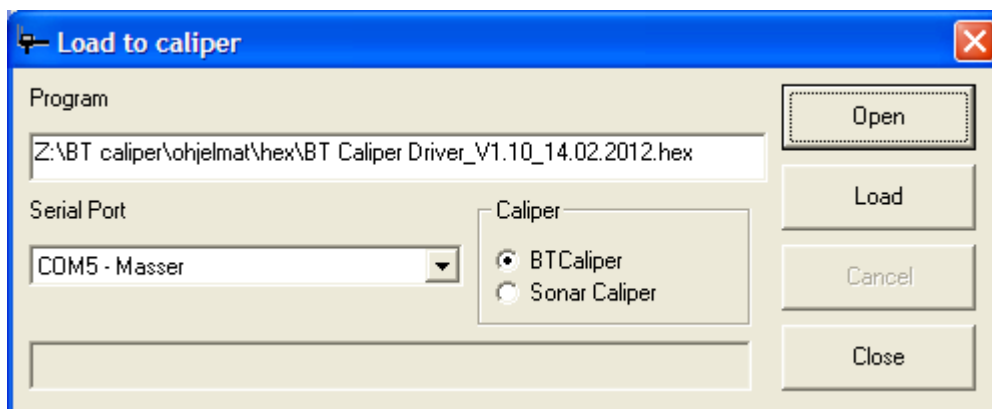 Load to caliper
Program
Z:\BT caliper\ohjelmat\hex\BT Caliper Driver_V1.10_14.02.2012.hex
Open
Load
Serial Port
COM5 - Masser
Caliper
BTCaliper
Sonar Caliper
Cancel
Close